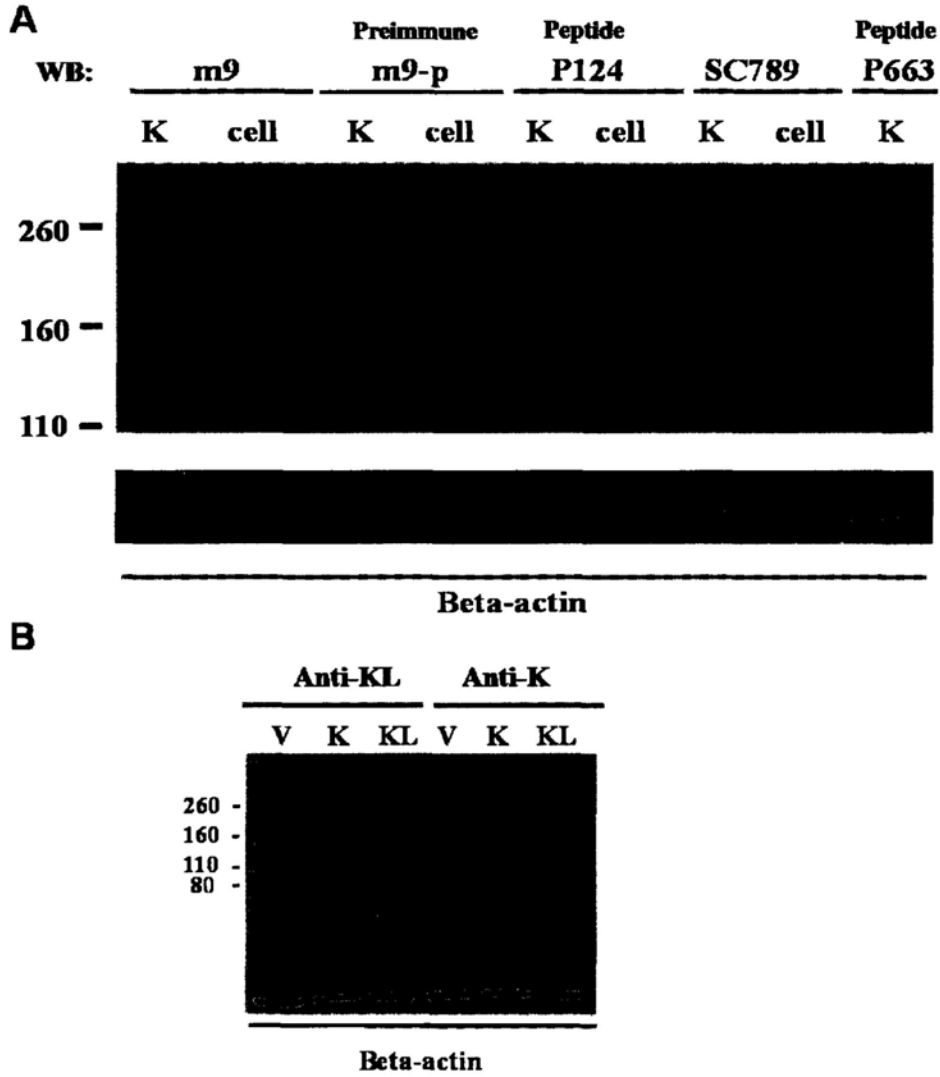 A
Preimmune Peptide Peptide
WB: m9 m9-p P124 SC789 P663
K cell K cell K cell K cell K
260
160
110
Beta-actin
B
Anti-KL Anti-K
V K KL V K KL
260 -
160 -
110 -
80 -
Beta-actin